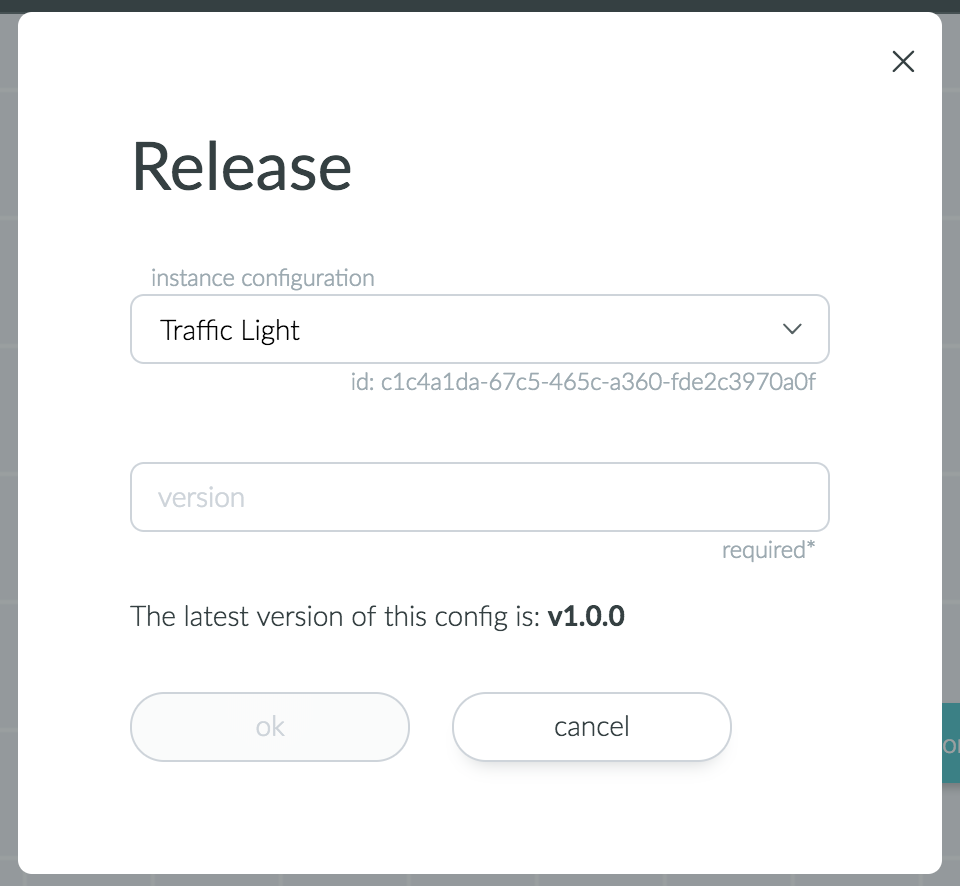 Release
instance configuration
Traffic Light
id: c1c4a1da-67c5-465c-a360-fde2c3970a0f
version
required*
The latest version of this config is: v1.0.0
ok
cancel